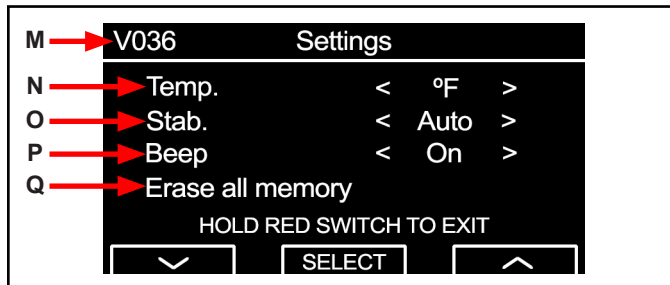 M V036 Settings
N Temp. < ºF >
O Stab. < Auto >
P Beep < On >
Q Erase all memory
HOLD RED SWITCH TO EXIT
SELECT